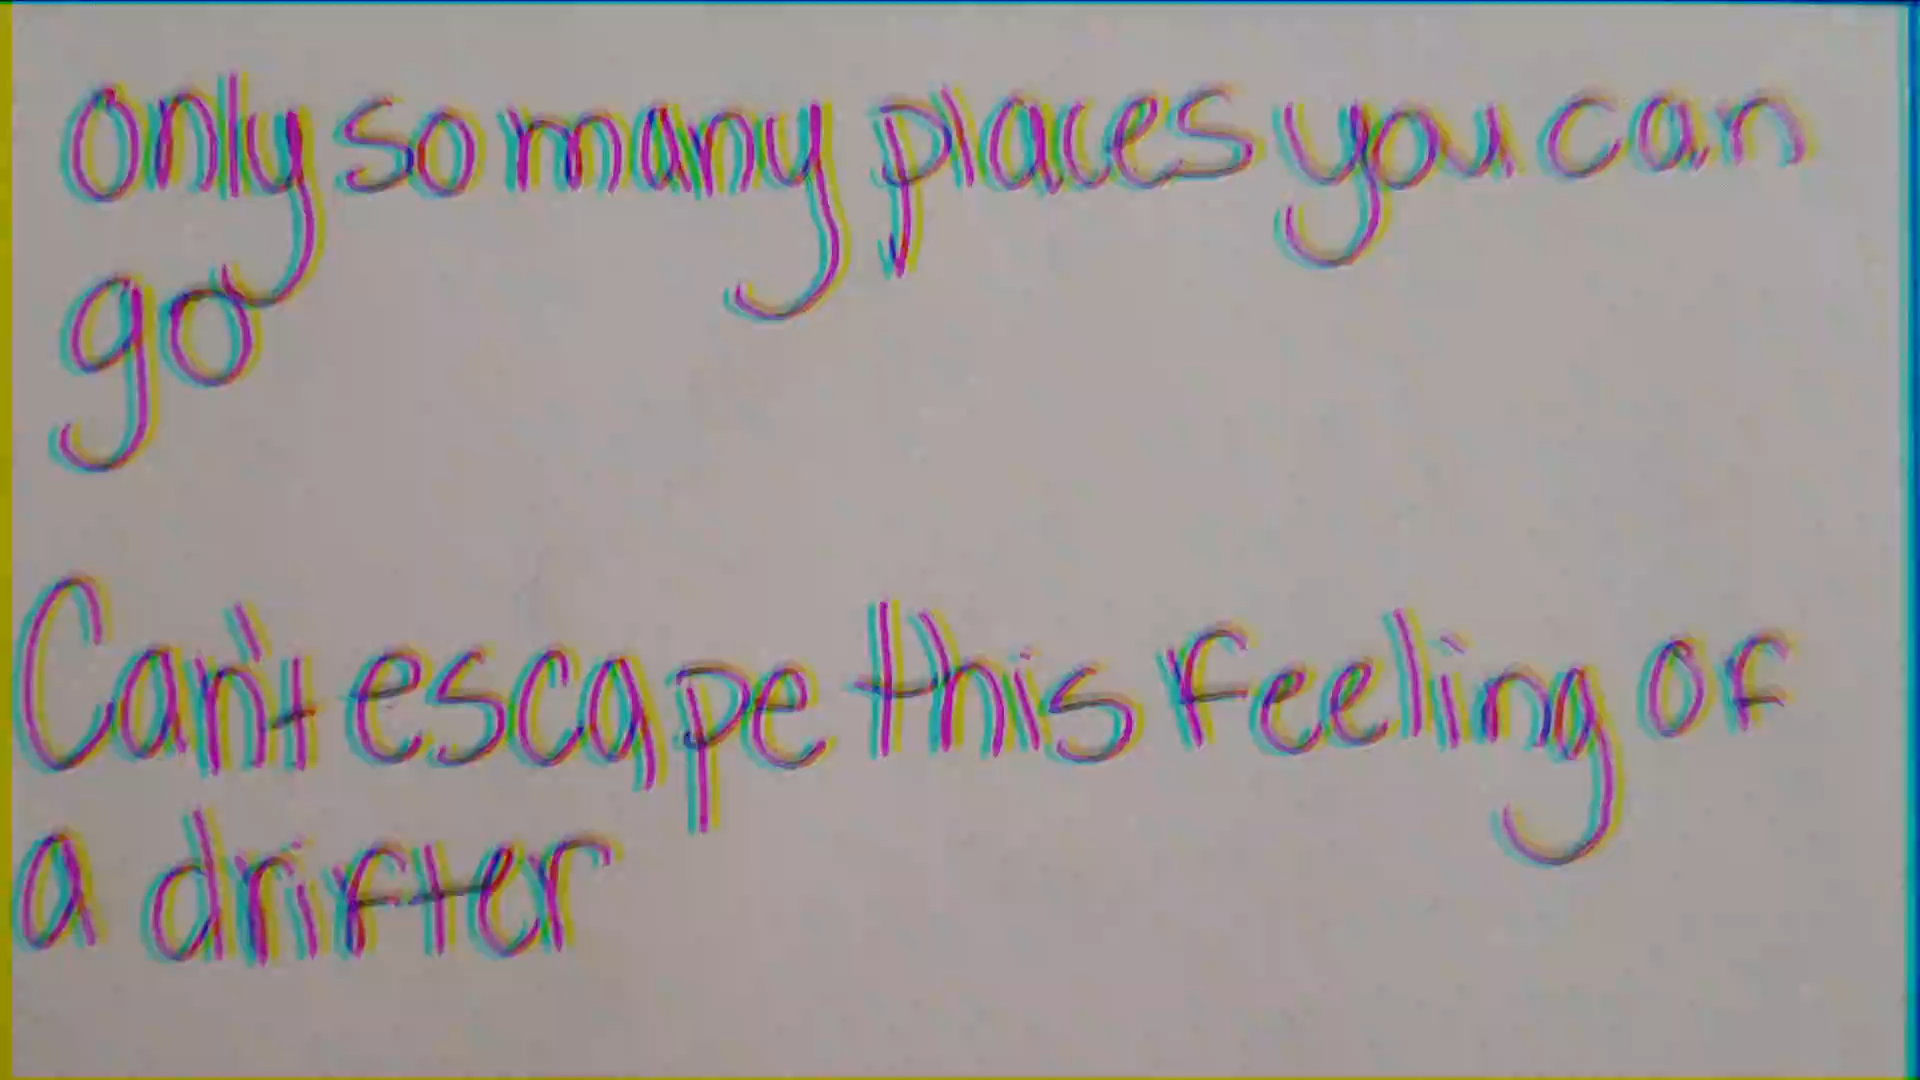 only so many places you can
go
Can't escape this feeling of
a drifter